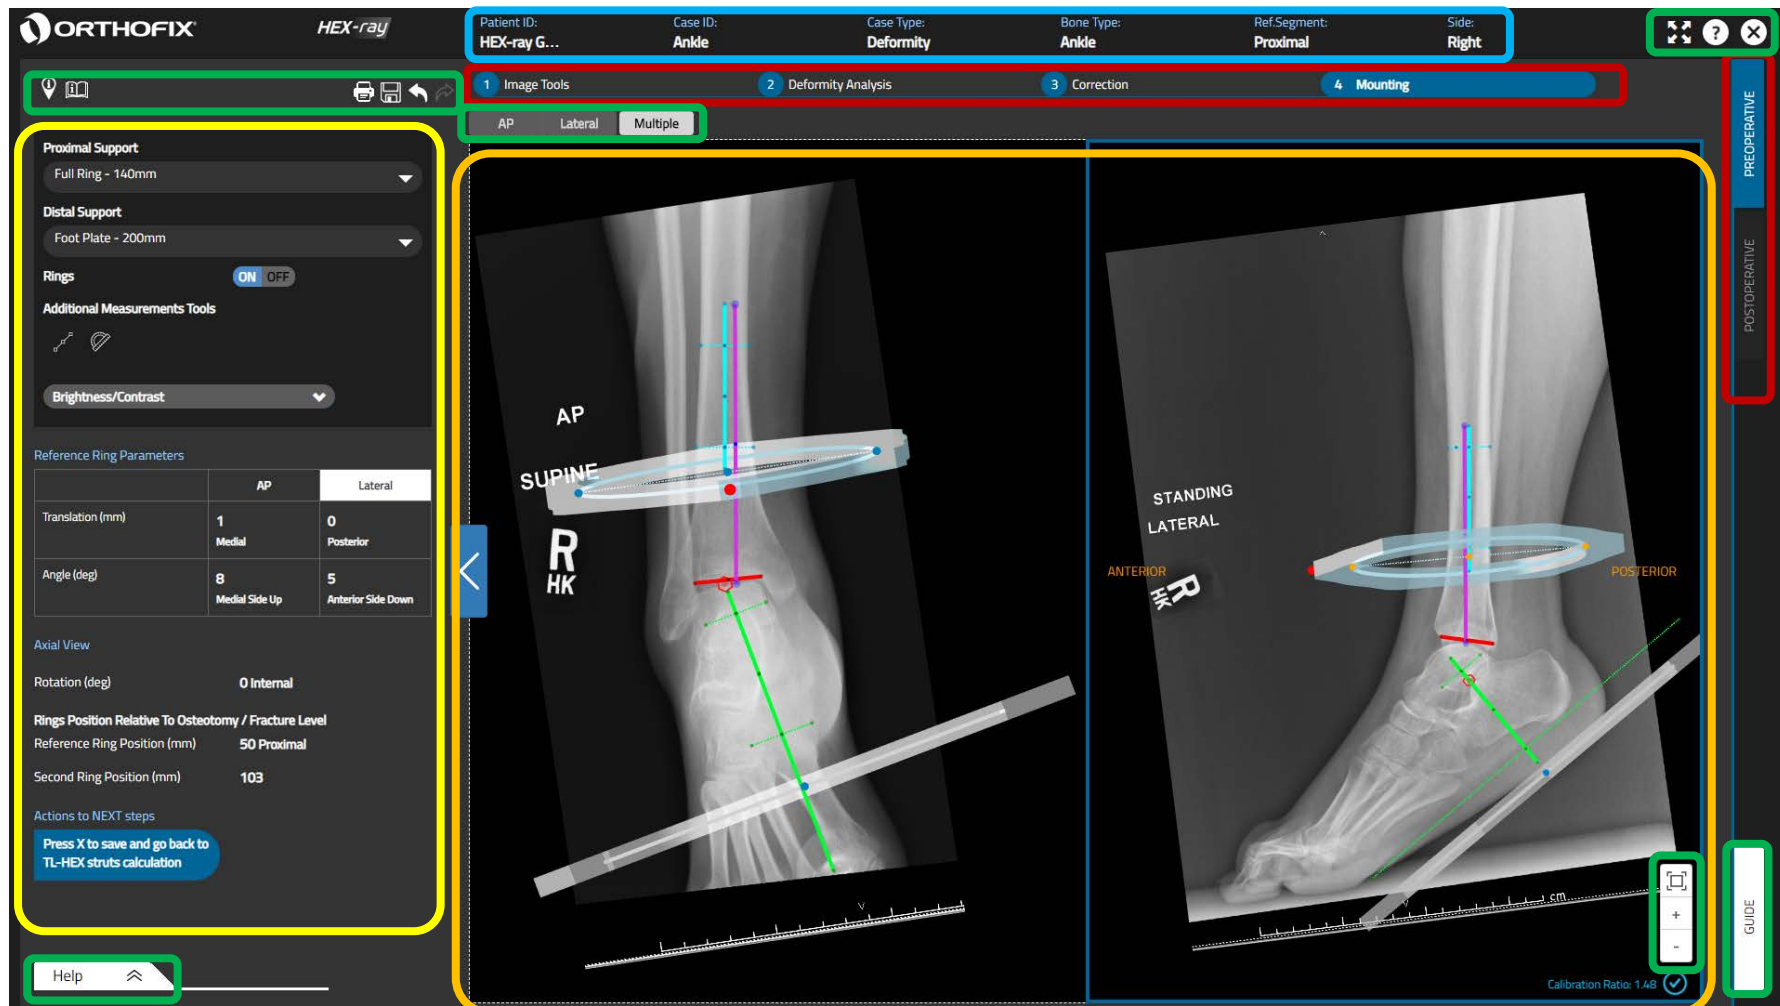 ORTHOFIX
HEX-ray
Patient ID:
HEX-ray G...
Case ID:
Ankle
Case Type:
Deformity
Bone Type:
Ankle
Ref.Segment:
Proximal
Side:
Right
?
1 Image Tools
2 Deformity Analysis
3 Correction
4 Mounting
AP Lateral Multiple
PREOPERATIVE
POSTOPERATIVE
Proximal Support
Full Ring - 140mm
Distal Support
Foot Plate - 200mm
Rings ON OFF
Additional Measurements Tools
Brightness/Contrast
Reference Ring Parameters
AP Lateral
Translation (mm) 1 0
Medial Posterior
Angle (deg) 8 5
Medial Side Up Anterior Side Down
Axial View
Rotation (deg) 0 Internal
Rings Position Relative To Osteotomy / Fracture Level
Reference Ring Position (mm) 50 Proximal
Second Ring Position (mm) 103
Actions to NEXT steps
Press X to save and go back to
TL-HEX struts calculation
Help
AP
SUPINE
R
HK
STANDING
LATERAL
ANTERIOR
POSTERIOR
R
HK
cm
+
-
GUIDE
Calibration Ratio: 1.48